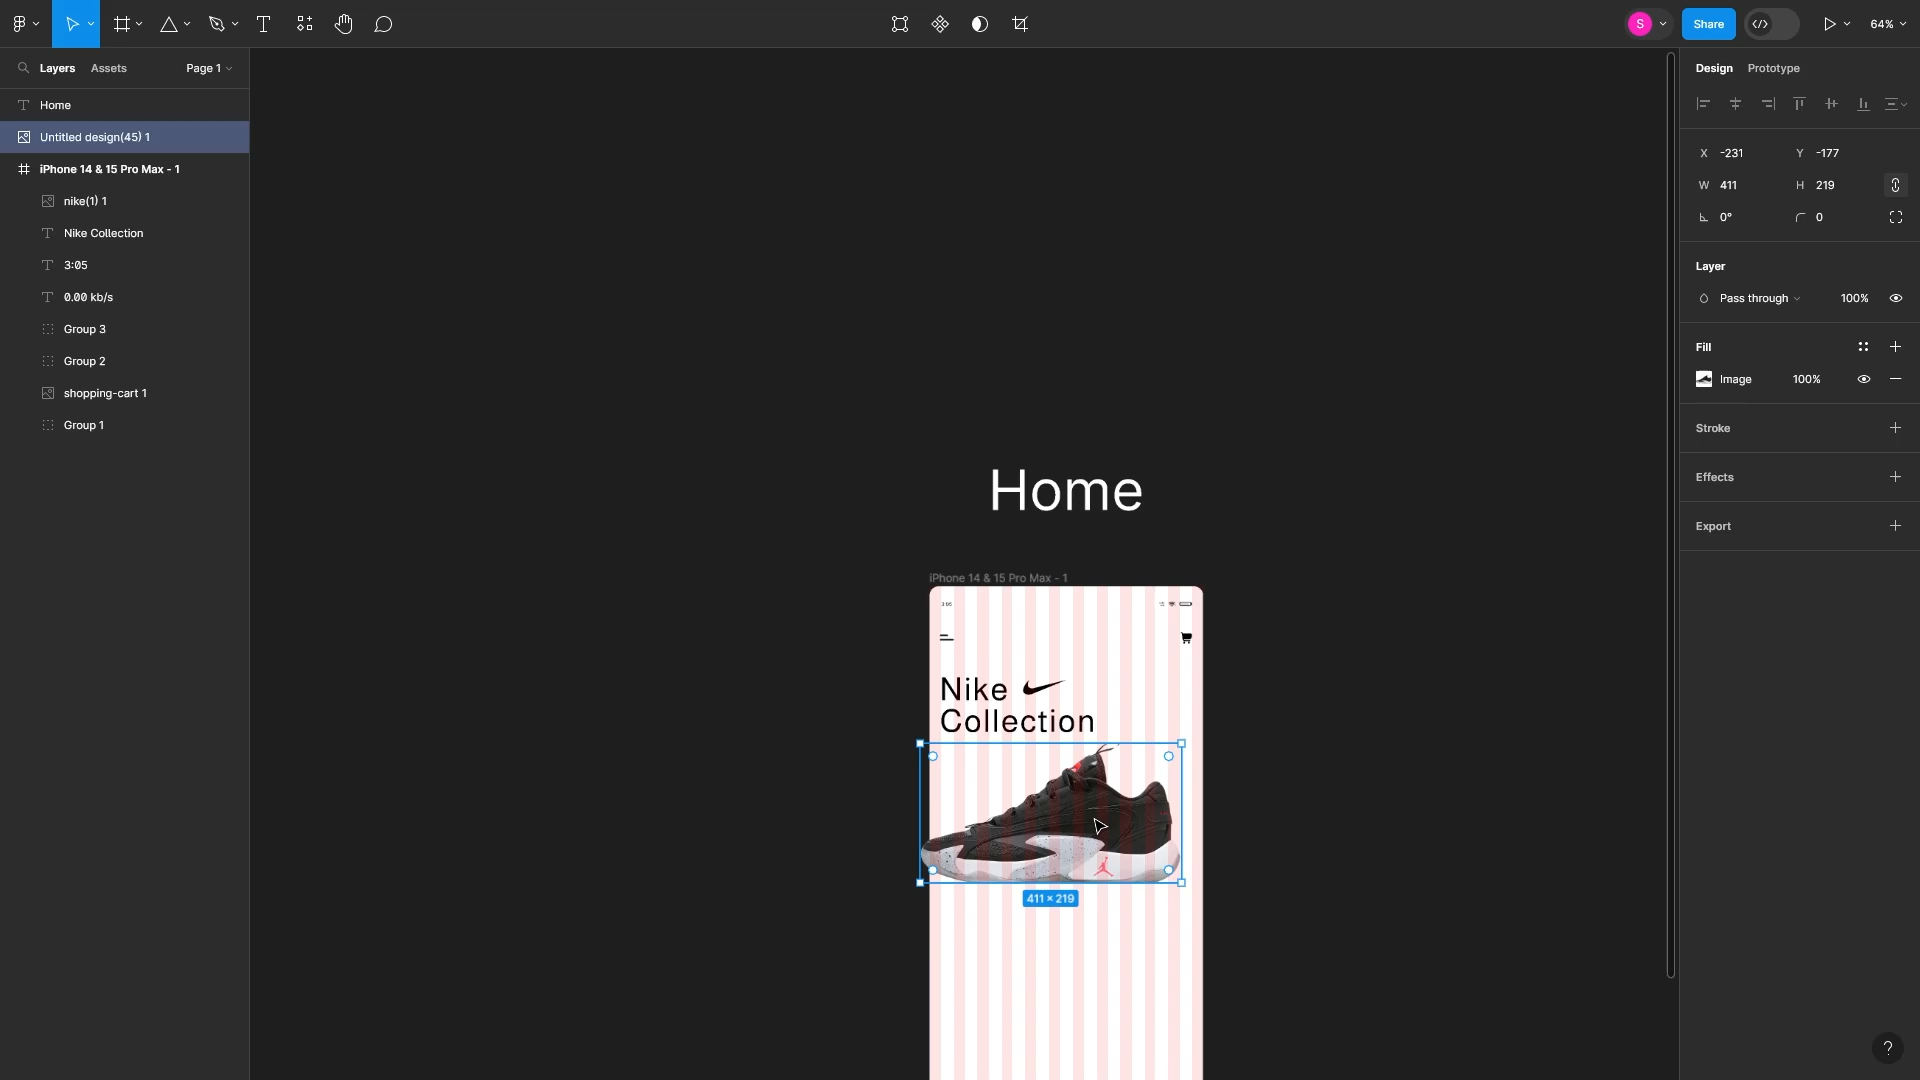 S
Share
64%
Layers
Assets
Page 1
Design
Prototype
Home
Untitled design(45) 1
iPhone 14 & 15 Pro Max - 1
nike(1) 1
Nike Collection
3:05
0.00 kb/s
Group 3
Group 2
shopping-cart 1
Group 1
Home
iPhone 14 & 15 Pro Max - 1
3:05
Nike
Collection
411 × 219
X -231
Y -177
W 411
H 219
0°
0
Layer
Pass through
100%
Fill
Image
100%
Stroke
Effects
Export
?